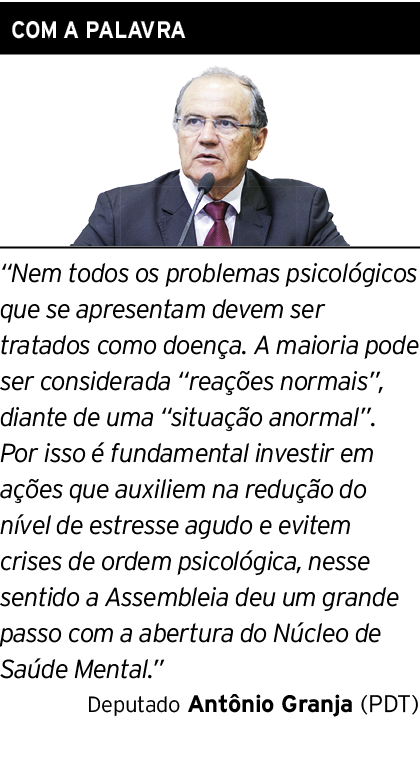 COM A PALAVRA
“Nem todos os problemas psicológicos
que se apresentam devem ser
tratados como doença. A maioria pode
ser considerada “reações normais”,
diante de uma “situação anormal”.
Por isso é fundamental investir em
ações que auxiliem na redução do
nível de estresse agudo e evitem
crises de ordem psicológica, nesse
sentido a Assembleia deu um grande
passo com a abertura do Núcleo de
Saúde Mental.”
Deputado Antônio Granja (PDT)